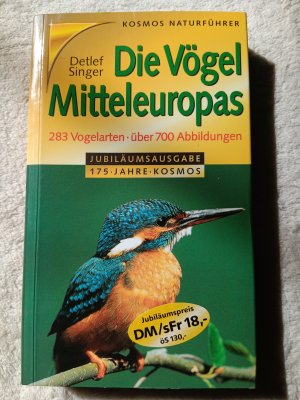 KOSMOS NATURFÜHRER
Detlef
Singer
Die Vögel
Mitteleuropas
283 Vogelarten · über 700 Abbildungen
JUBILÄUMSAUSGABE
175 · JAHRE · KOSMOS
Jubiläumspreis
DM/sFr 18,-
öS 130,-